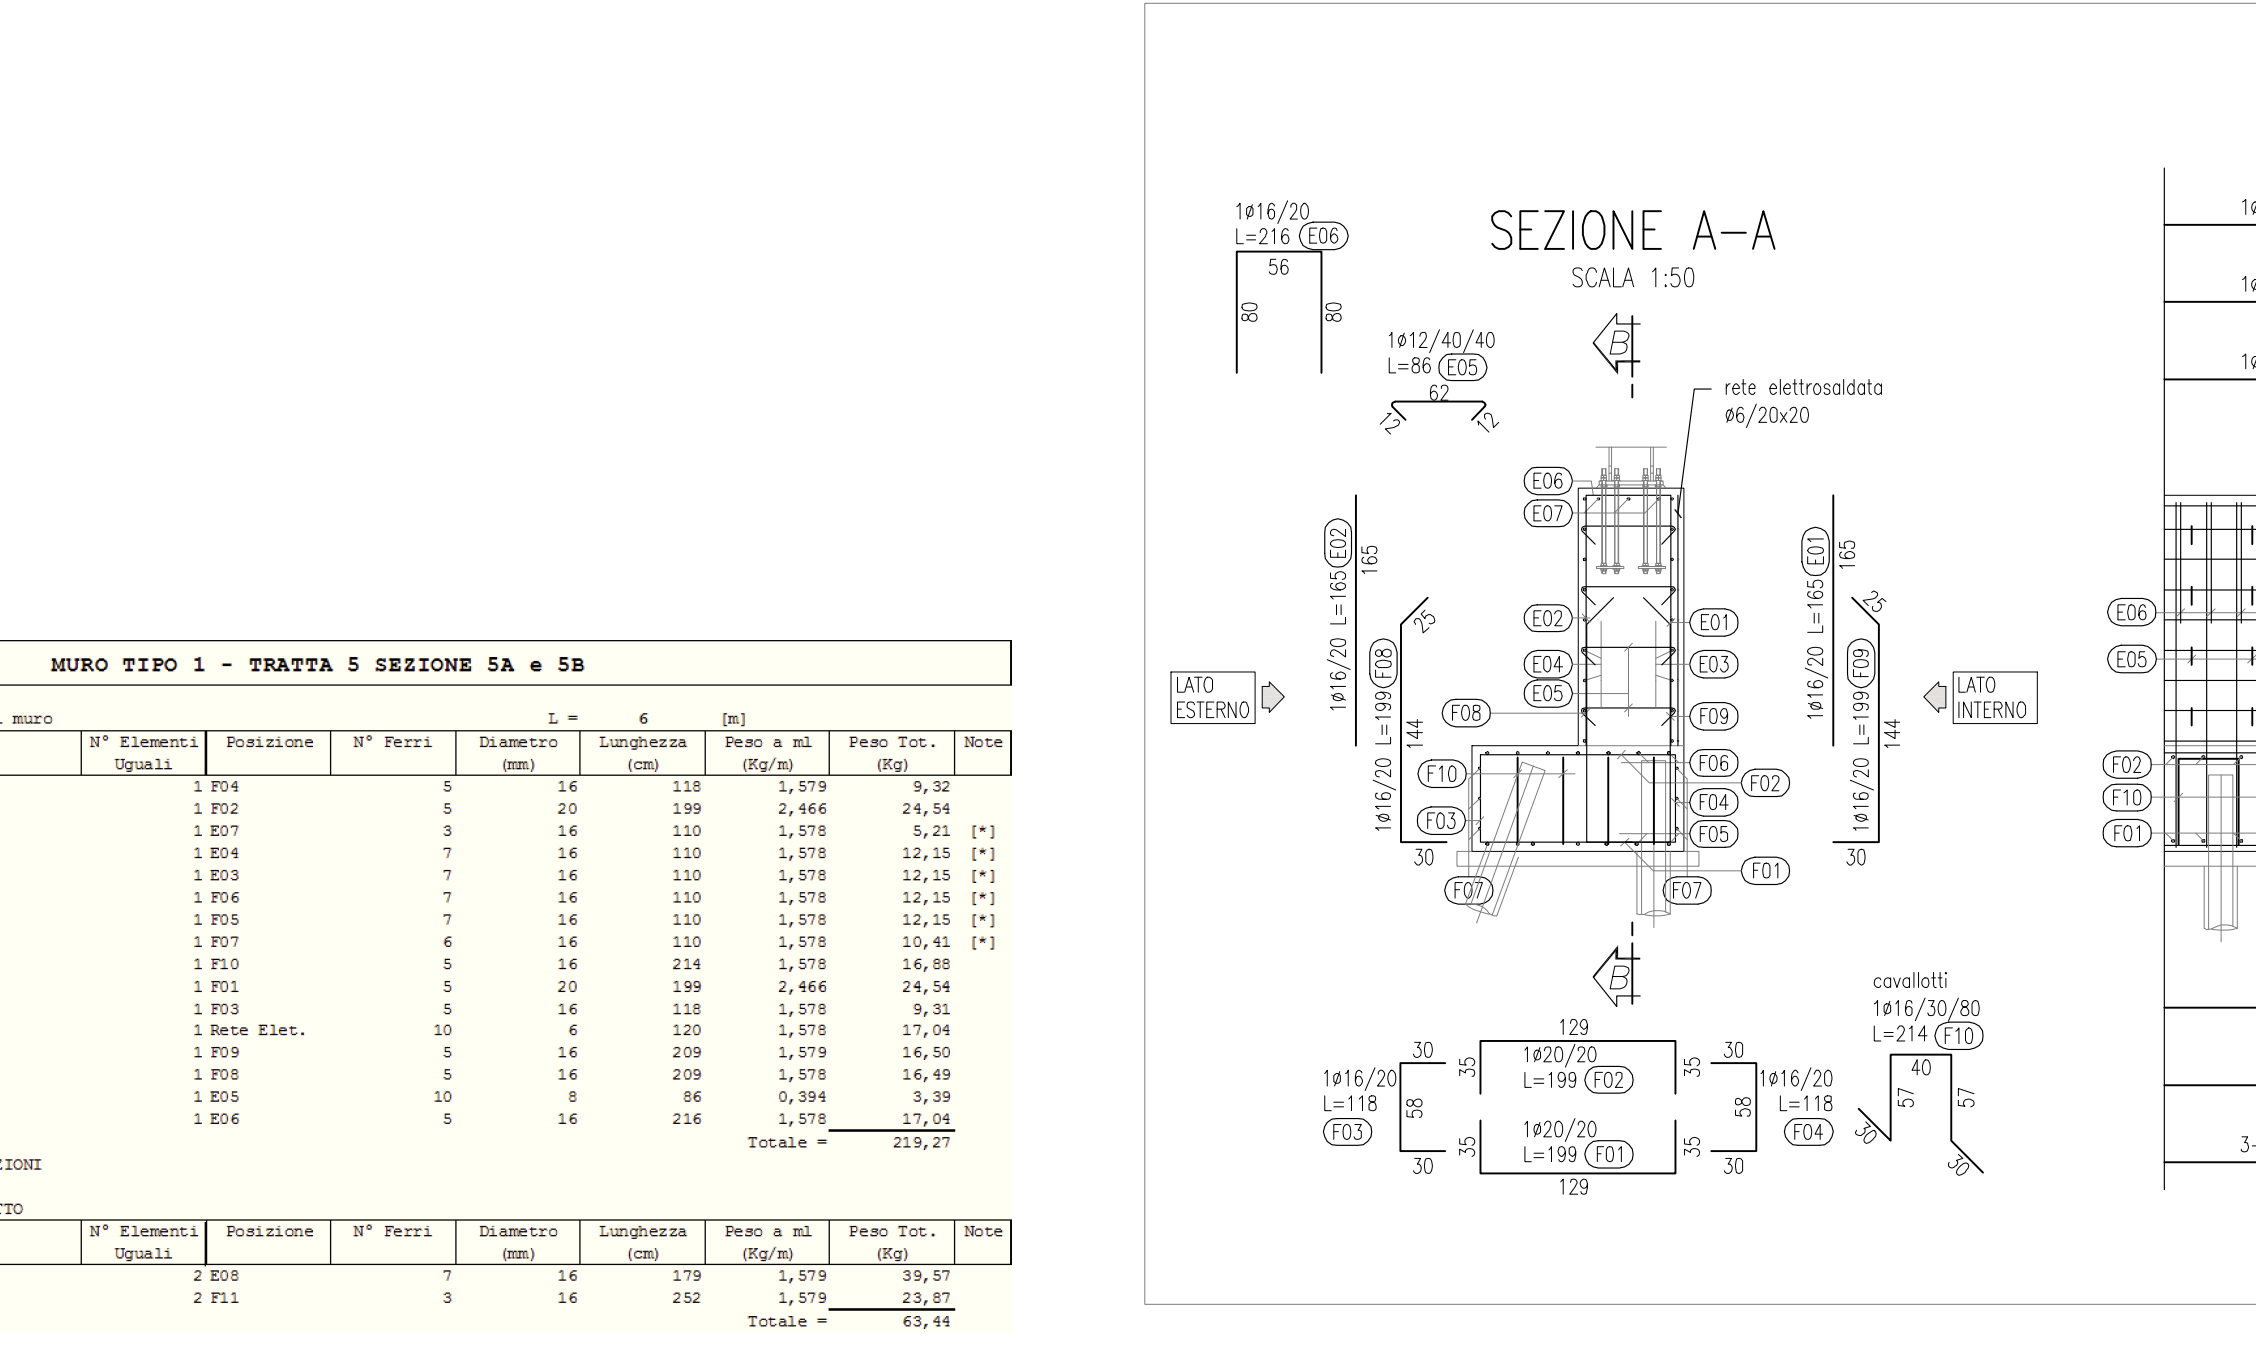 MURO TIPO 1 - TRATTA 5 SEZIONE 5A e 5B
muro L = 6 [m]
N° Elementi Uguali Posizione N° Ferri Diametro (mm) Lunghezza (cm) Peso a ml (Kg/m) Peso Tot. (Kg) Note
1 F04 5 16 118 1,579 9,32
1 F02 5 20 199 2,466 24,54
1 E07 3 16 110 1,578 5,21 [*]
1 E04 7 16 110 1,578 12,15 [*]
1 E03 7 16 110 1,578 12,15 [*]
1 F06 7 16 110 1,578 12,15 [*]
1 F05 7 16 110 1,578 12,15 [*]
1 F07 6 16 110 1,578 10,41 [*]
1 F10 5 16 214 1,578 16,88
1 F01 5 20 199 2,466 24,54
1 F03 5 16 118 1,578 9,31
1 Rete Elet. 10 6 120 1,578 17,04
1 F09 5 16 209 1,579 16,50
1 F08 5 16 209 1,578 16,49
1 E05 10 8 86 0,394 3,39
1 E06 5 16 216 1,578 17,04
Totale = 219,27
ZIONI
TTO
N° Elementi Uguali Posizione N° Ferri Diametro (mm) Lunghezza (cm) Peso a ml (Kg/m) Peso Tot. (Kg) Note
2 E08 7 16 179 1,579 39,57
2 F11 3 16 252 1,579 23,87
Totale = 63,44
SEZIONE A-A
SCALA 1:50
1ø16/20
L=216 E06
56
80
80
1ø12/40/40
L=86 E05
62
12
12
B
rete elettrosaldata
ø6/20x20
1ø16/20 L=165 E02
165
1ø16/20 L=199 F08
25
144
30
LATO
ESTERNO
E06
E07
E02
E04
E05
F08
F10
F03
F07
E01
E03
F09
F06
F02
F04
F05
F01
F07
1ø16/20 L=165 E01
165
1ø16/20 L=199 F09
25
144
30
LATO
INTERNO
B
1ø16/20
L=118
F03
30
58
30
129
35
35
1ø20/20
L=199 F02
1ø20/20
L=199 F01
35
35
129
30
58
30
1ø16/20
L=118
F04
cavallotti
1ø16/30/80
L=214 F10
40
57
57
30
30
1ø
1ø
1ø
E06
E05
F02
F10
F01
3-